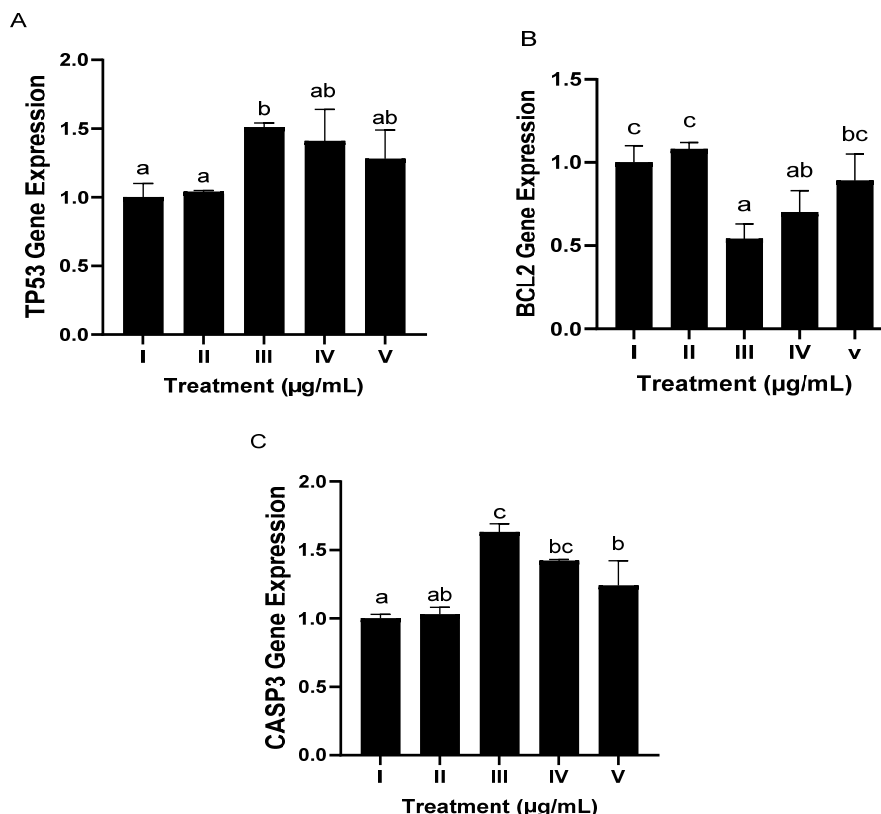 A
TP53 Gene Expression
2.0
1.5
1.0
0.5
0.0
a
a
b
ab
ab
I
II
III
IV
V
Treatment (µg/mL)
B
BCL2 Gene Expression
1.5
1.0
0.5
0.0
c
c
a
ab
bc
I
II
III
IV
v
Treatment (µg/mL)
C
CASP3 Gene Expression
2.0
1.5
1.0
0.5
0.0
a
ab
c
bc
b
I
II
III
IV
V
Treatment (µg/mL)